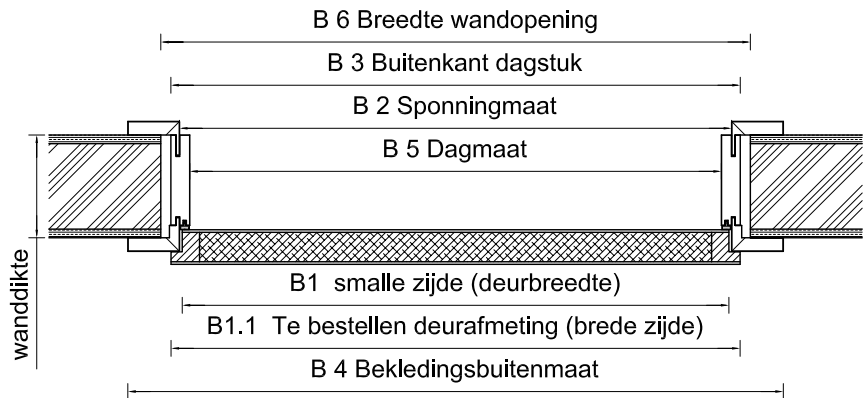 B 6 Breedte wandopening
B 3 Buitenkant dagstuk
B 2 Sponningmaat
B 5 Dagmaat
wanddikte
B1 smalle zijde (deurbreedte)
B1.1 Te bestellen deurafmeting (brede zijde)
B 4 Bekledingsbuitenmaat